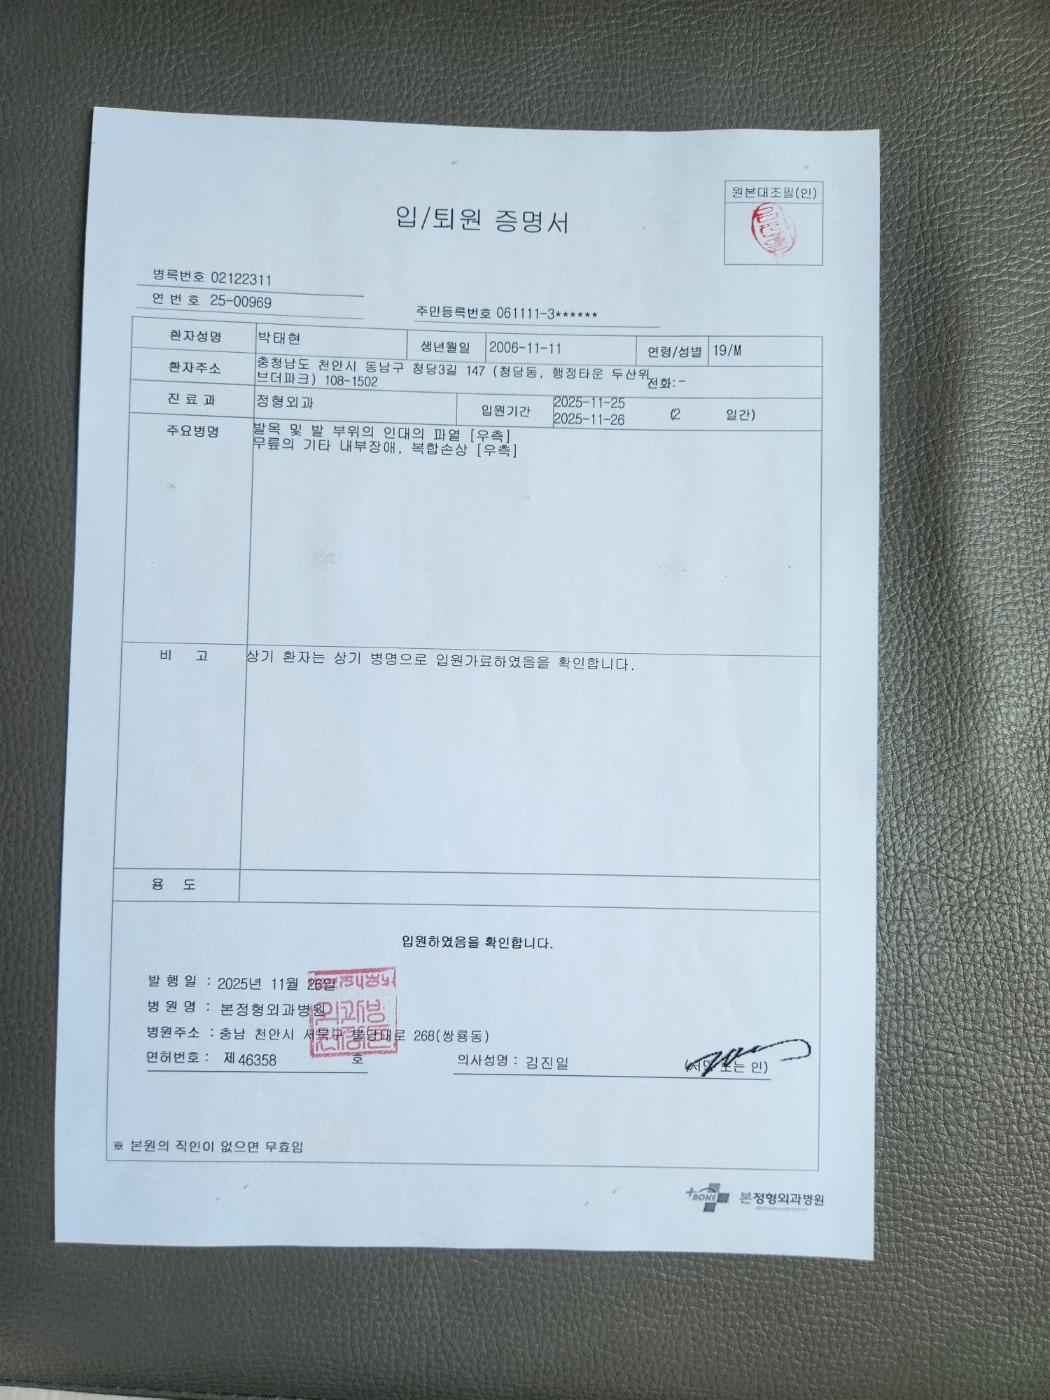 원본대조필(인)
입/퇴원 증명서
병록번호 02122311
연 번 호 25-00969
주민등록번호 061111-3******
환자성명 박태현 생년월일 2006-11-11 연령/성별 19/M
환자주소 충청남도 천안시 동남구 청당3길 147 (청당동, 행정타운 두산위
브더파크) 108-1502 전화:-
진 료 과 정형외과 입원기간 2025-11-25
2025-11-26 (2 일간)
주요병명 발목 및 발 부위의 인대의 파열 [우측]
무릎의 기타 내부장애, 복합손상 [우측]
비 고 상기 환자는 상기 병명으로 입원가료하였음을 확인합니다.
용 도
입원하였음을 확인합니다.
발 행 일 : 2025년 11월 26일
병 원 명 : 본정형외과병원
병원주소 : 충남 천안시 서북구 불당대로 268(쌍용동)
면허번호 : 제 46358 호 의사성명 : 김진일 (서명 또는 인)
※ 본원의 직인이 없으면 무효임
BONE 본정형외과병원